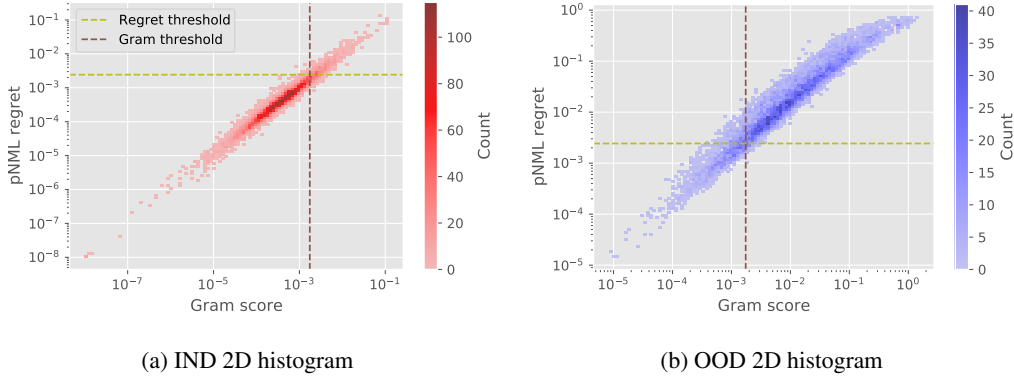 Regret threshold
Gram threshold
10⁻¹
10⁻²
10⁻³
10⁻⁴
10⁻⁵
10⁻⁶
10⁻⁷
10⁻⁸
pNML regret
10⁻⁷ 10⁻⁵ 10⁻³ 10⁻¹
Gram score
100
80
60
40
20
0
Count
(a) IND 2D histogram
10⁰
10⁻¹
10⁻²
10⁻³
10⁻⁴
10⁻⁵
pNML regret
10⁻⁵ 10⁻⁴ 10⁻³ 10⁻² 10⁻¹ 10⁰
Gram score
40
35
30
25
20
15
10
5
0
Count
(b) OOD 2D histogram